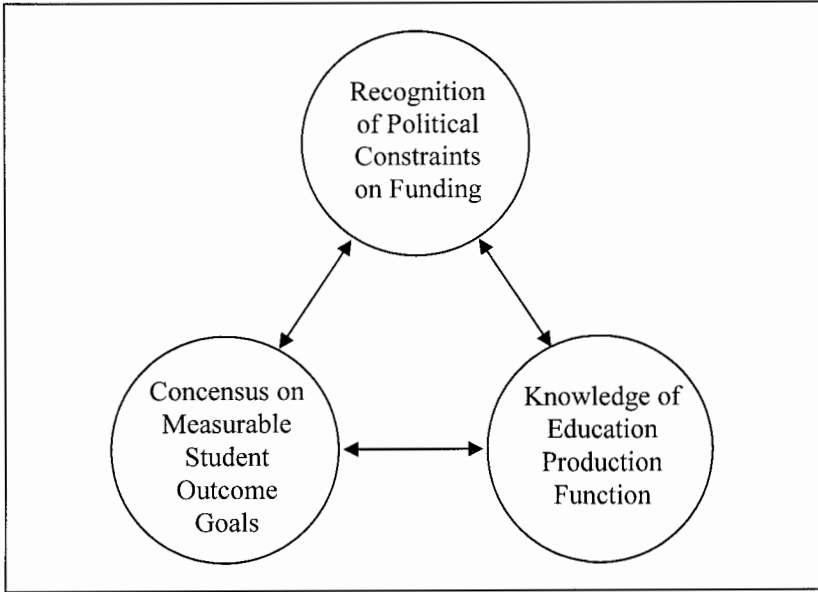 Recognition
of Political
Constraints
on Funding
Concensus on
Measurable
Student
Outcome
Goals
Knowledge of
Education
Production
Function